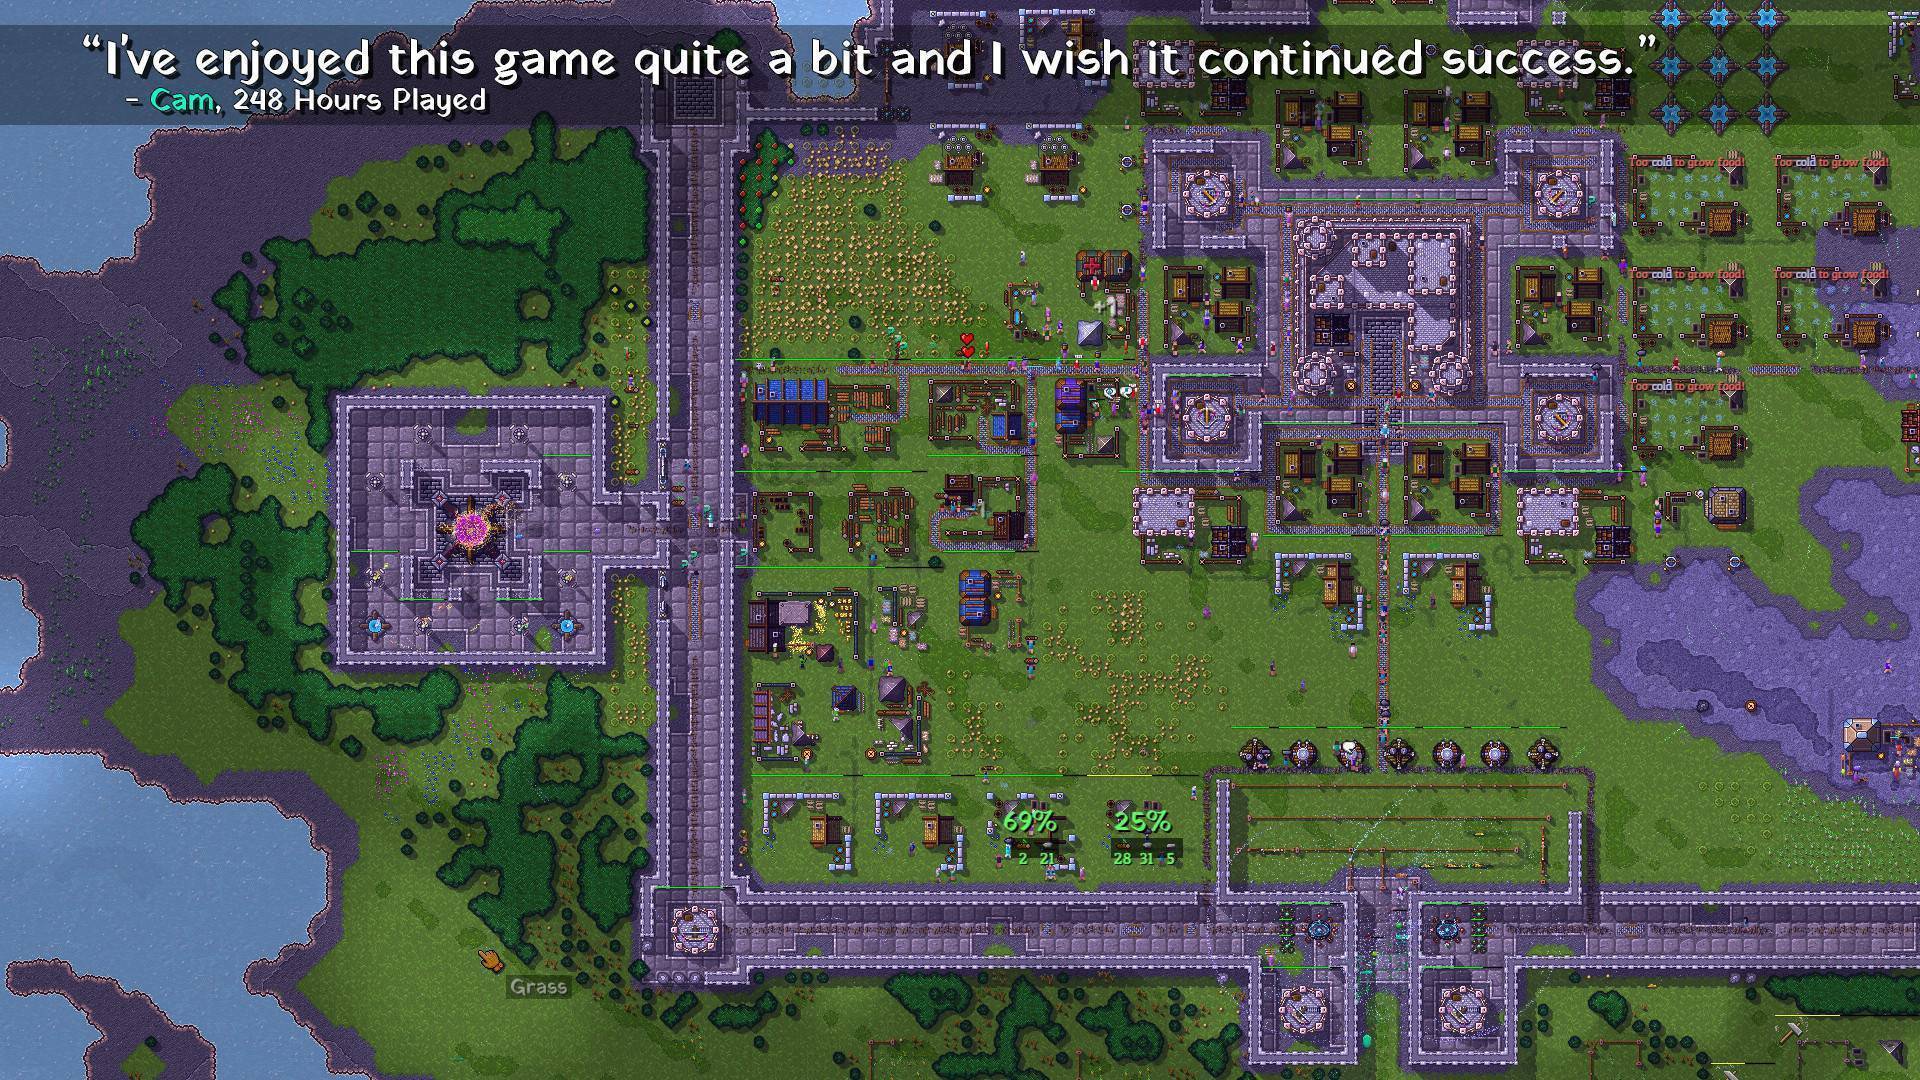 “I've enjoyed this game quite a bit and I wish it continued success.”
- Cam, 248 Hours Played
Too cold to grow food! Too cold to grow food!
Too cold to grow food! Too cold to grow food!
+1
Too cold to grow food!
69% 25%
2 21 28 31 5
Grass